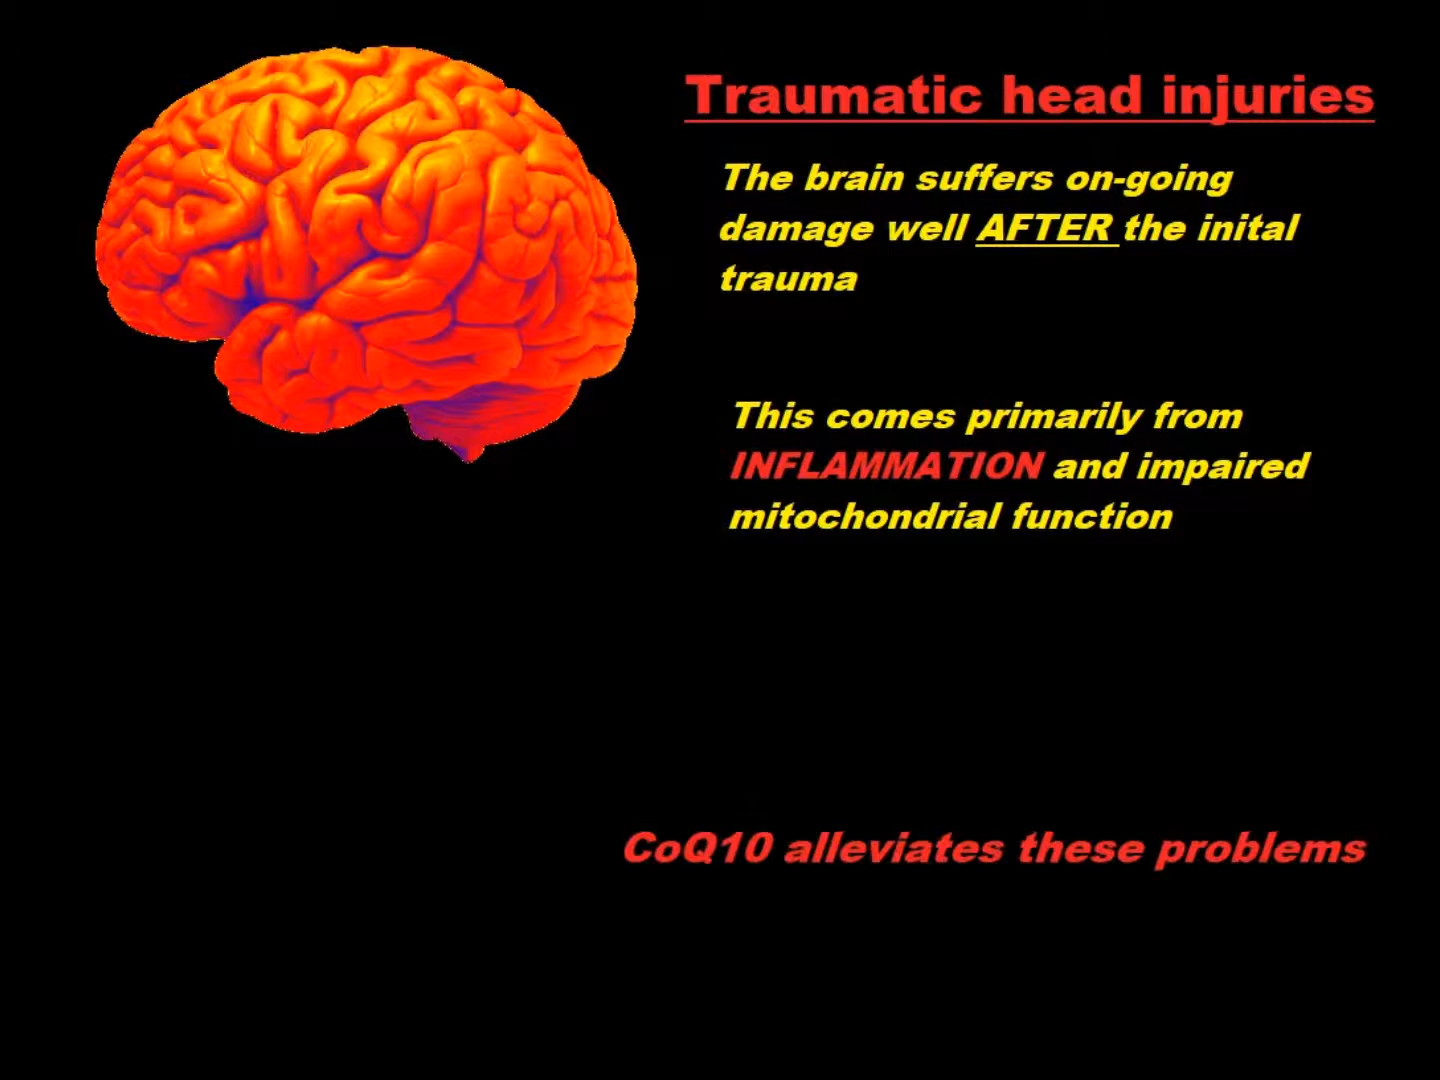 Traumatic head injuries
The brain suffers on-going
damage well AFTER the inital
trauma
This comes primarily from
INFLAMMATION and impaired
mitochondrial function
CoQ10 alleviates these problems